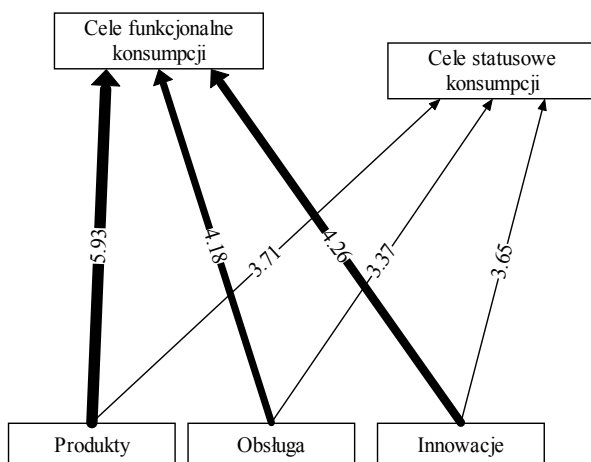 Cele funkcjonalne
konsumpcji
Cele statusowe
konsumpcji
5.93
4.18
3.71
4.26
3.37
3.65
Produkty
Obsługa
Innowacje